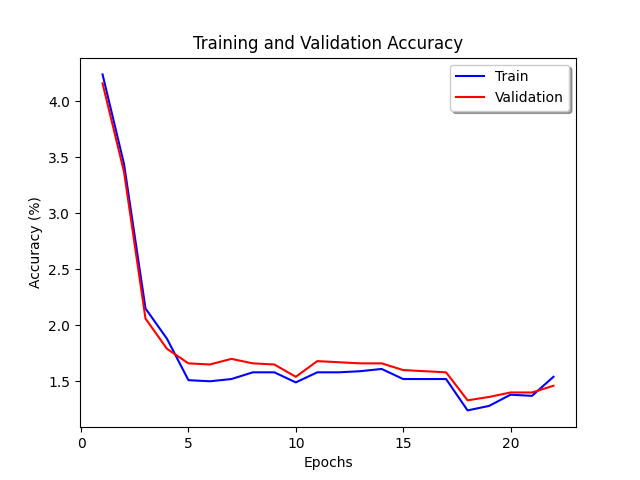 Training and Validation Accuracy
Train
Validation
Accuracy (%)
4.0
3.5
3.0
2.5
2.0
1.5
0
5
10
15
20
Epochs